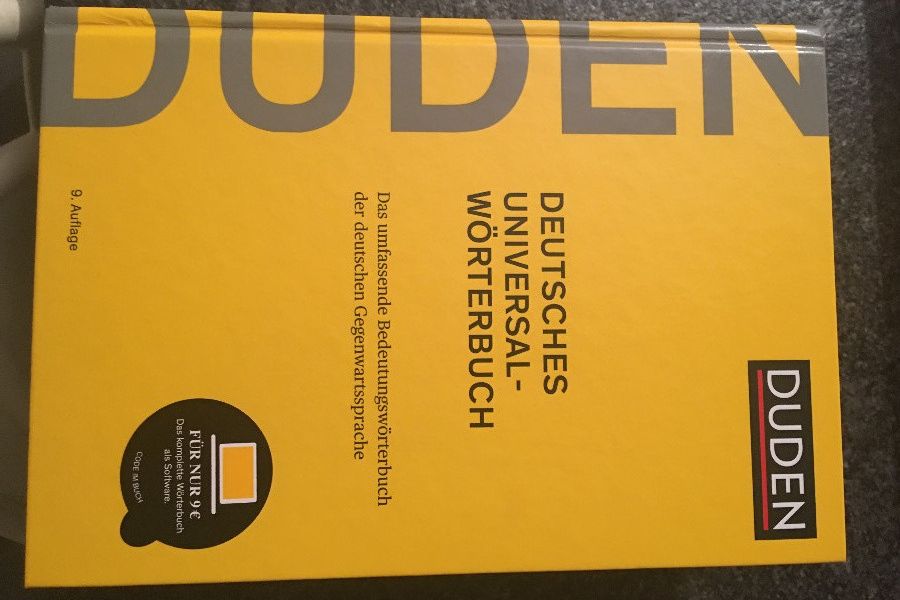 DUDEN
DUDEN
DEUTSCHES
UNIVERSAL-
WÖRTERBUCH
Das umfassende Bedeutungswörterbuch
der deutschen Gegenwartssprache
FÜR NUR 9 €
Das komplette Wörterbuch
als Software.
CODE IM BUCH
9. Auflage